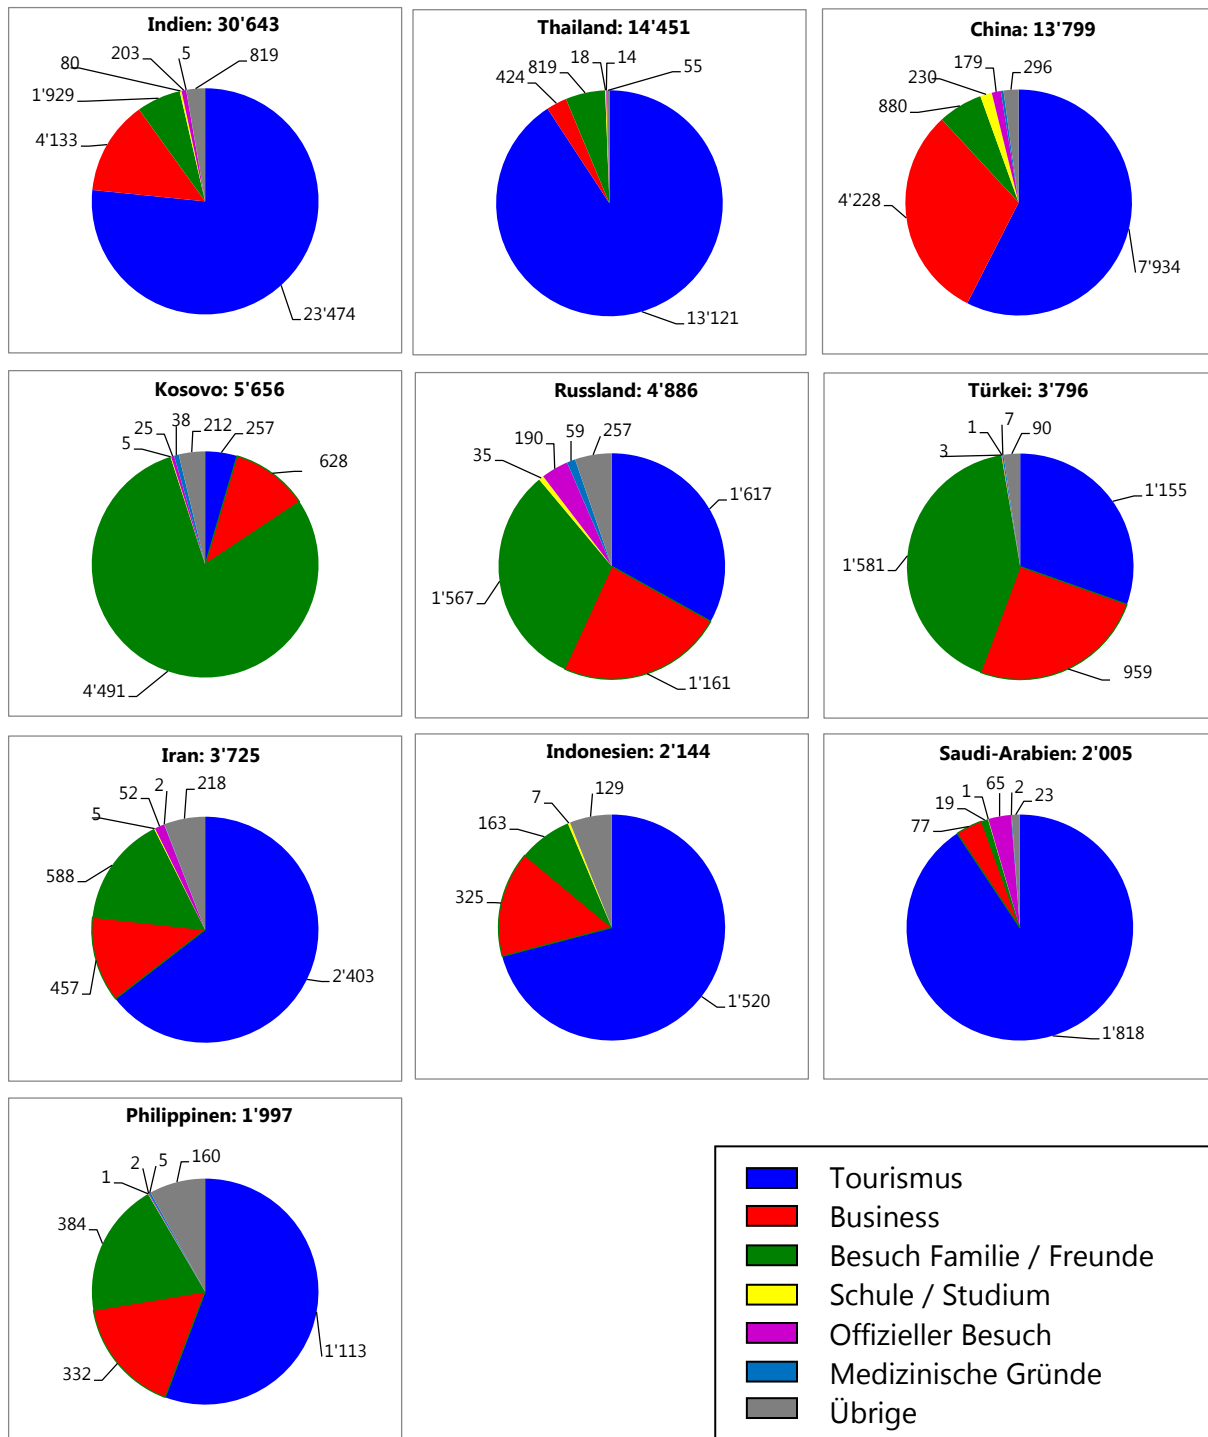 Indien: 30'643
203 5 819
80
1'929
4'133
23'474
Thailand: 14'451
18 14
819 55
424
13'121
China: 13'799
179 296
230
880
4'228
7'934
Kosovo: 5'656
38 212 257
25
5
628
4'491
Russland: 4'886
59 257
190
35
1'617
1'567
1'161
Türkei: 3'796
7
1 90
3
1'155
1'581
959
Iran: 3'725
2 218
52
5
588
457
2'403
Indonesien: 2'144
129
7
163
325
1'520
Saudi-Arabien: 2'005
65 2
1 23
19
77
1'818
Philippinen: 1'997
2 5 160
1
384
332
1'113
Tourismus
Business
Besuch Familie / Freunde
Schule / Studium
Offizieller Besuch
Medizinische Gründe
Übrige